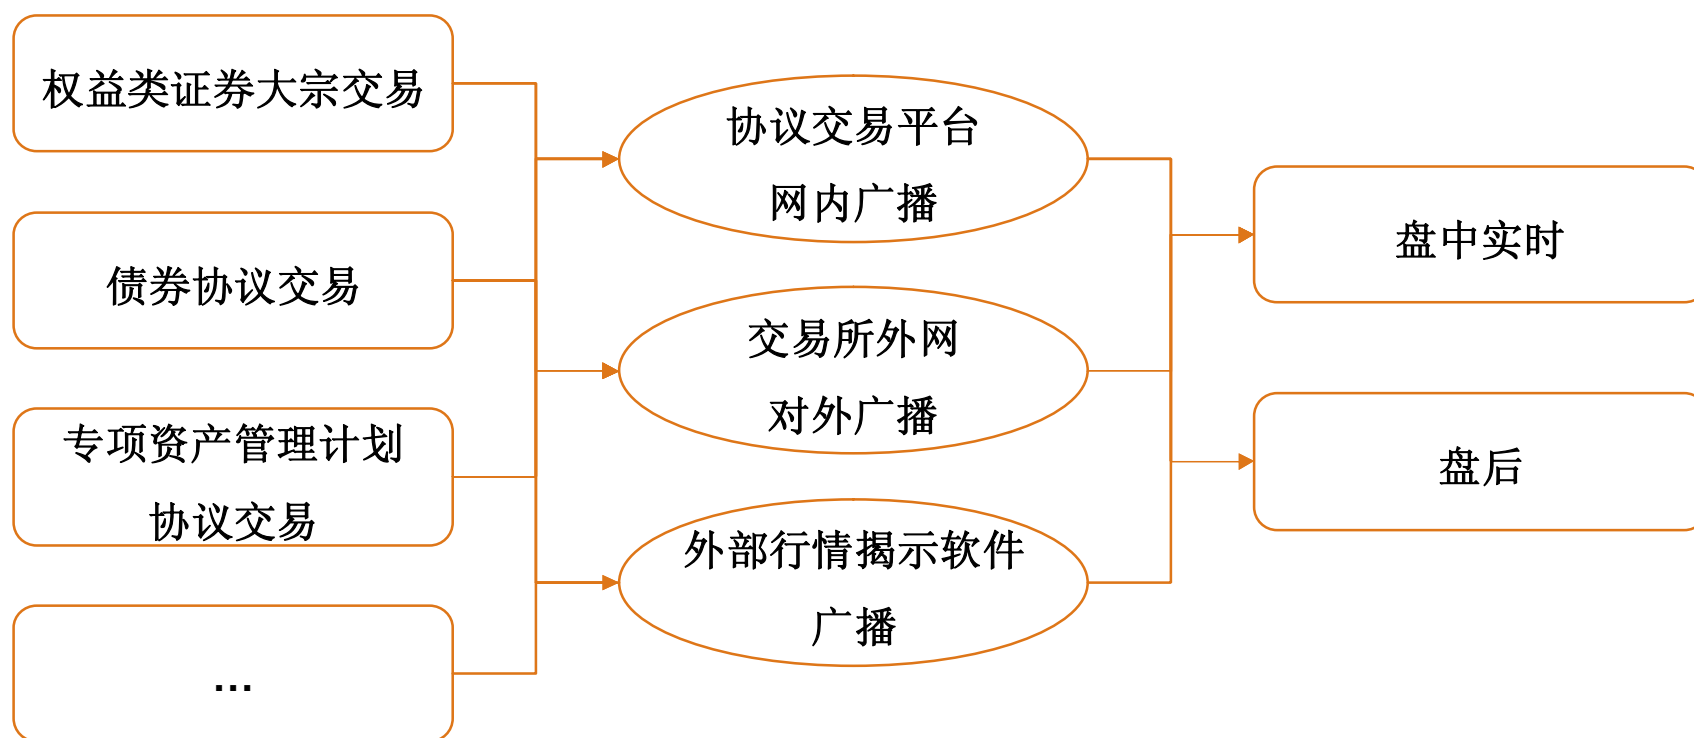 权益类证券大宗交易
债券协议交易
专项资产管理计划
协议交易
...
协议交易平台
网内广播
交易所外网
对外广播
外部行情揭示软件
广播
盘中实时
盘后